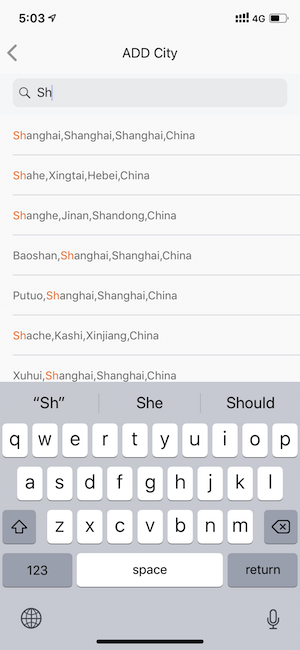 5:03
4G
ADD City
Sh
Shanghai,Shanghai,Shanghai,China
Shahe,Xingtai,Hebei,China
Shanghe,Jinan,Shandong,China
Baoshan,Shanghai,Shanghai,China
Putuo,Shanghai,Shanghai,China
Shache,Kashi,Xinjiang,China
Xuhui,Shanghai,Shanghai,China
“Sh” She Should
q w e r t y u i o p
a s d f g h j k l
z x c v b n m
123 space return